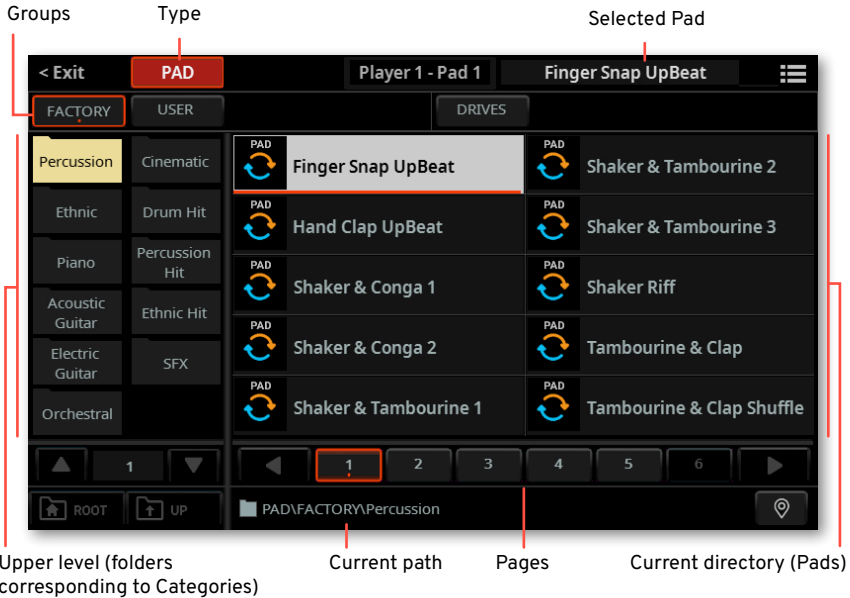 Groups
Type
Selected Pad
< Exit
PAD
Player 1 - Pad 1
Finger Snap UpBeat
FACTORY
USER
DRIVES
Percussion
Cinematic
Ethnic
Drum Hit
Piano
Percussion
Hit
Acoustic
Guitar
Ethnic Hit
Electric
Guitar
SFX
Orchestral
PAD
Finger Snap UpBeat
PAD
Shaker & Tambourine 2
PAD
Hand Clap UpBeat
PAD
Shaker & Tambourine 3
PAD
Shaker & Conga 1
PAD
Shaker Riff
PAD
Shaker & Conga 2
PAD
Tambourine & Clap
PAD
Shaker & Tambourine 1
PAD
Tambourine & Clap Shuffle
1
1
2
3
4
5
6
ROOT
UP
PAD\FACTORY\Percussion
Upper level (folders
corresponding to Categories)
Current path
Pages
Current directory (Pads)